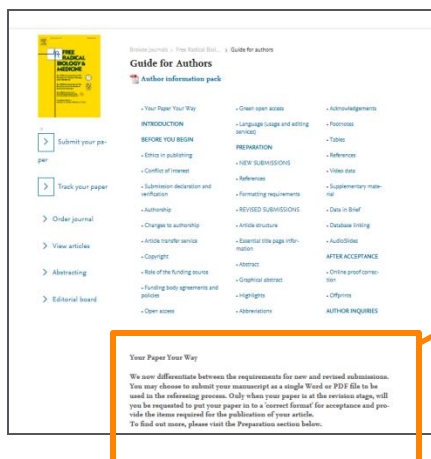 FREE
RADICAL
BIOLOGY &
MEDICINE
Browse journals > Free Radical Biol... > Guide for authors
Guide for Authors
Author information pack
Submit your pa-
per
Track your paper
Order journal
View articles
Abstracting
Editorial board
• Your Paper Your Way
INTRODUCTION
BEFORE YOU BEGIN
• Ethics in publishing
• Conflict of interest
• Submission declaration and
verification
• Authorship
• Changes to authorship
• Article transfer service
• Copyright
• Role of the funding source
• Funding body agreements and
policies
• Open access
• Green open access
• Language (usage and editing
services)
PREPARATION
• NEW SUBMISSIONS
• References
• Formatting requirements
• REVISED SUBMISSIONS
• Article structure
• Essential title page infor-
mation
• Abstract
• Graphical abstract
• Highlights
• Abbreviations
• Acknowledgements
• Footnotes
• Tables
• References
• Video data
• Supplementary mate-
rial
• Data in Brief
• Database linking
• AudioSlides
AFTER ACCEPTANCE
• Online proof correc-
tion
• Offprints
AUTHOR INQUIRIES
Your Paper Your Way
We now differentiate between the requirements for new and revised submissions.
You may choose to submit your manuscript as a single Word or PDF file to be
used in the refereeing process. Only when your paper is at the revision stage, will
you be requested to put your paper in to a 'correct format' for acceptance and pro-
vide the items required for the publication of your article.
To find out more, please visit the Preparation section below.